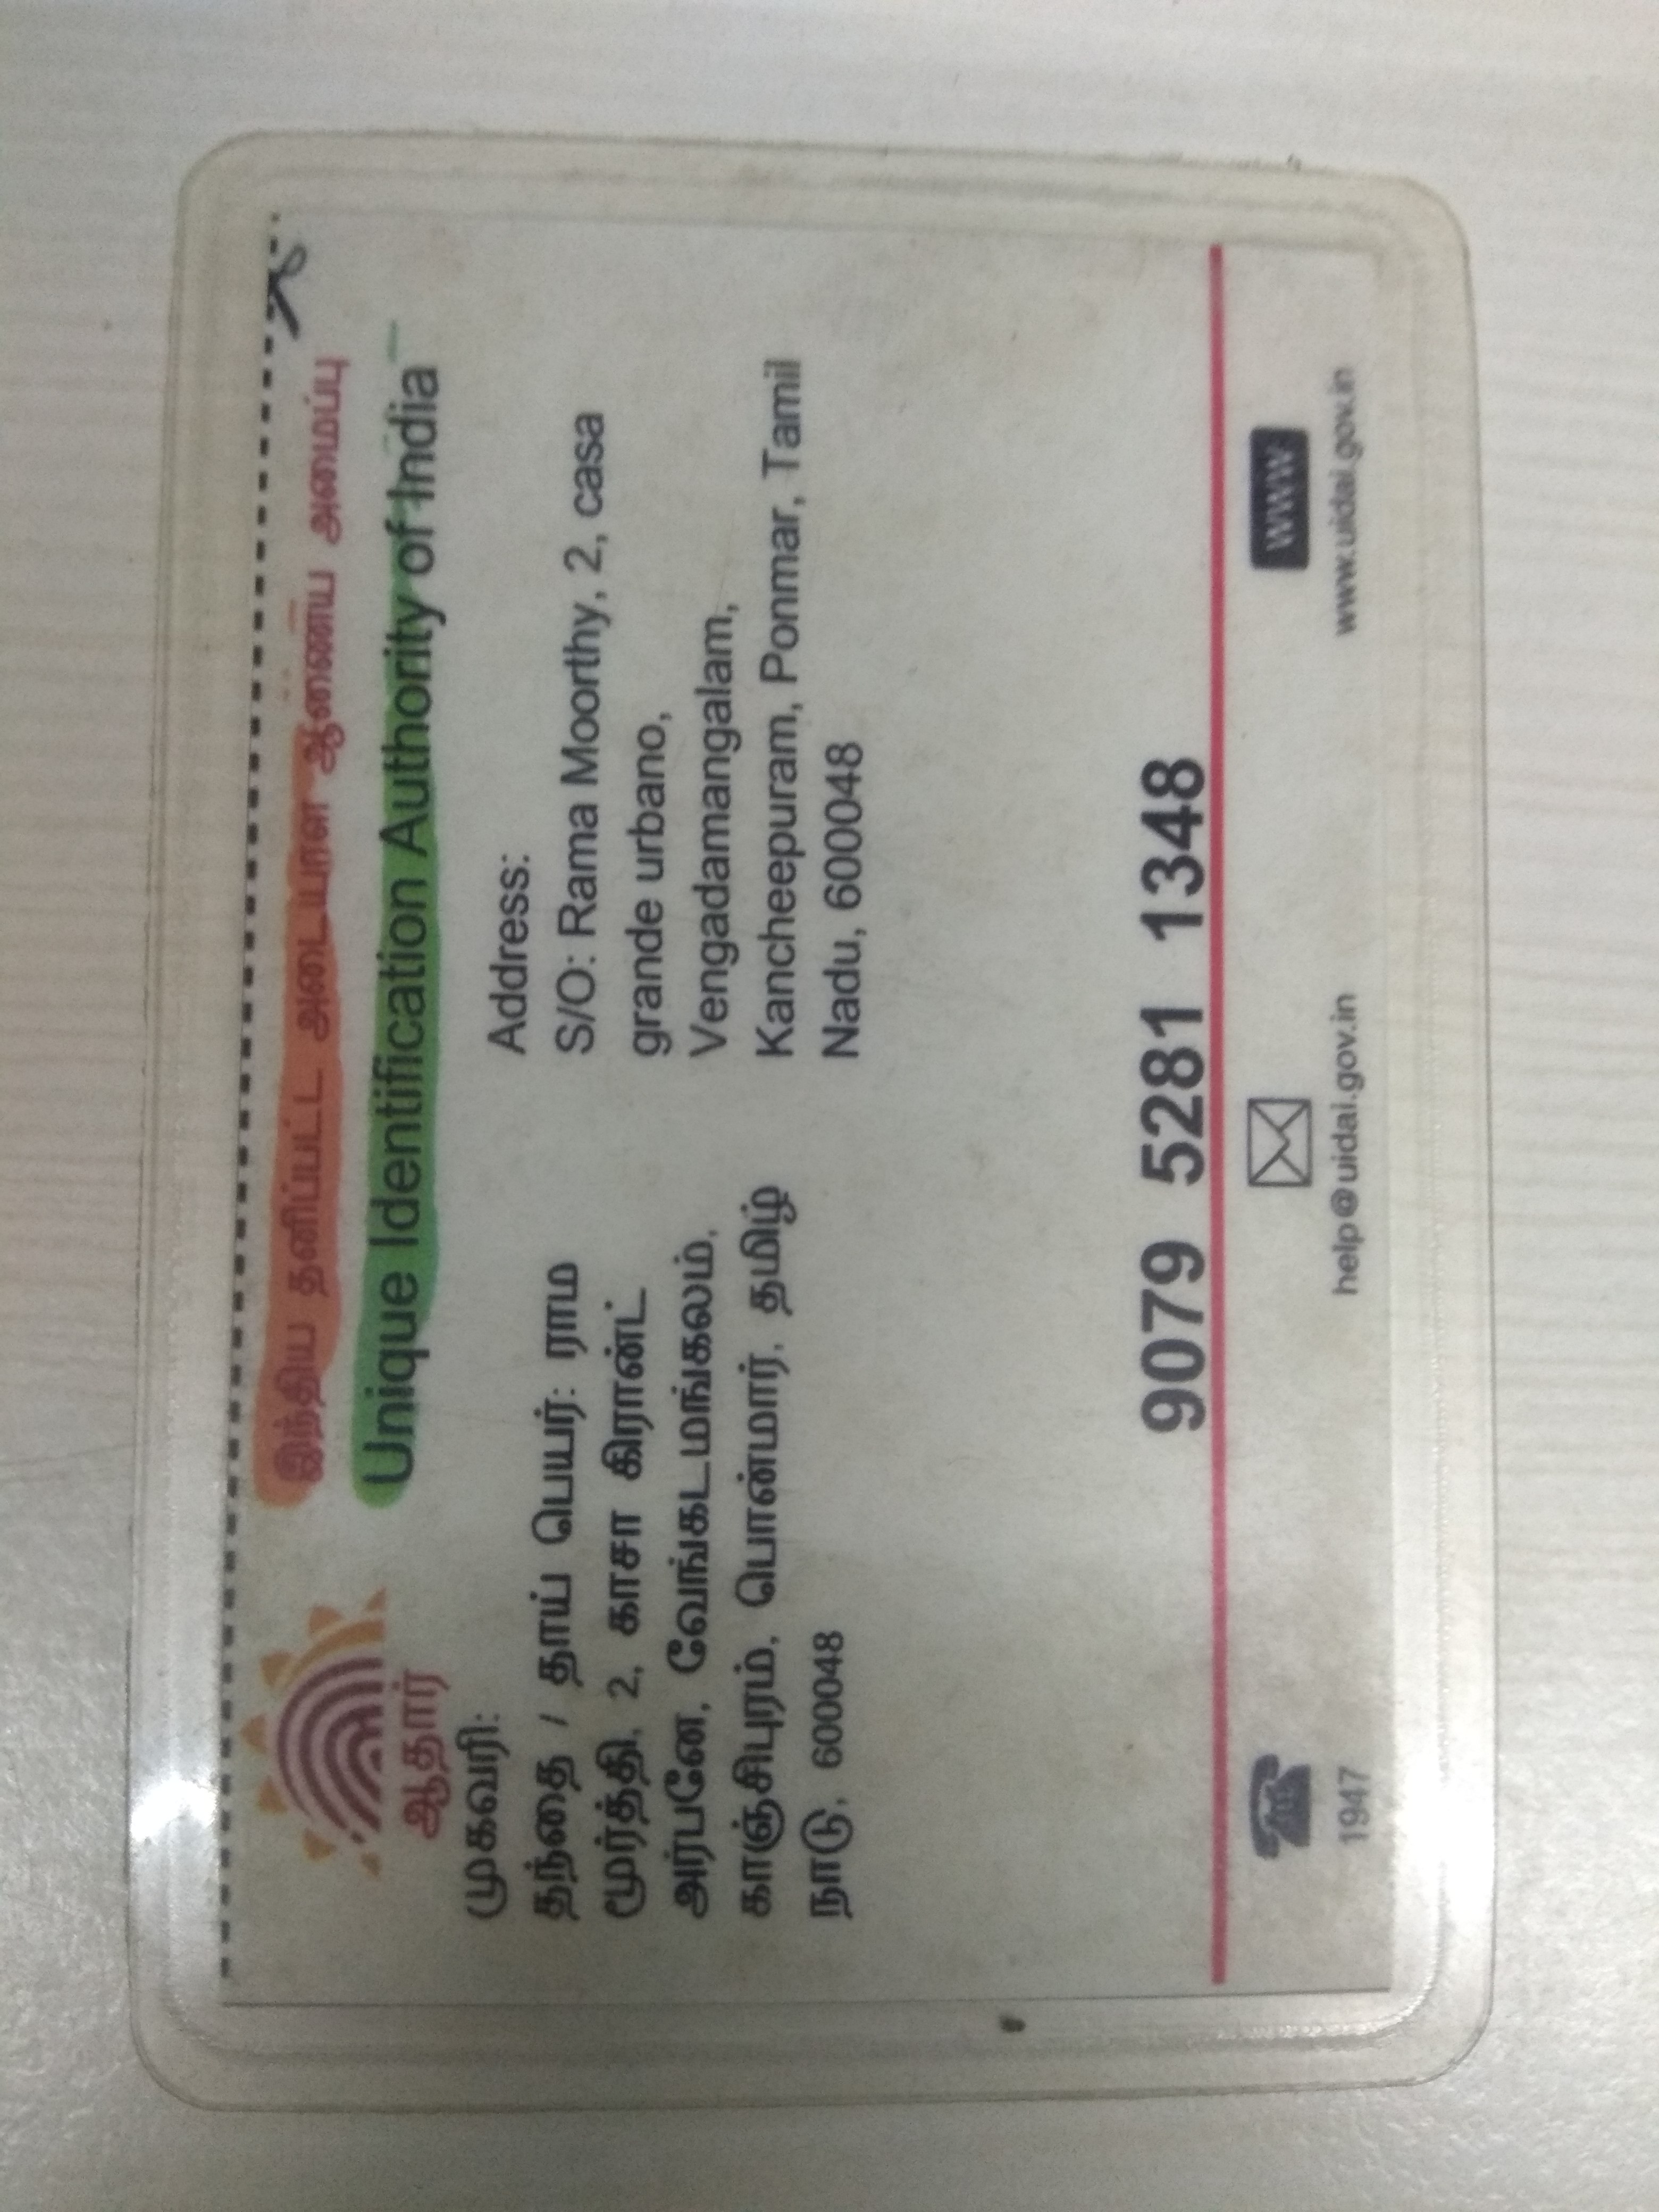 இந்திய தனிப்பட்ட அடையாள ஆணைய அமைப்பு
Unique Identification Authority of India
ஆதார்
முகவரி:
தந்தை / தாய் பெயர்: ராம
மூர்த்தி, 2, காசா கிரான்ட்
அர்பனே, வேங்கடமங்கலம்,
காஞ்சிபுரம், பொன்மார், தமிழ்
நாடு, 600048
Address:
S/O: Rama Moorthy, 2, casa
grande urbano,
Vengadamangalam,
Kancheepuram, Ponmar, Tamil
Nadu, 600048
9079 5281 1348
1947
help@uidai.gov.in
WWW
www.uidai.gov.in